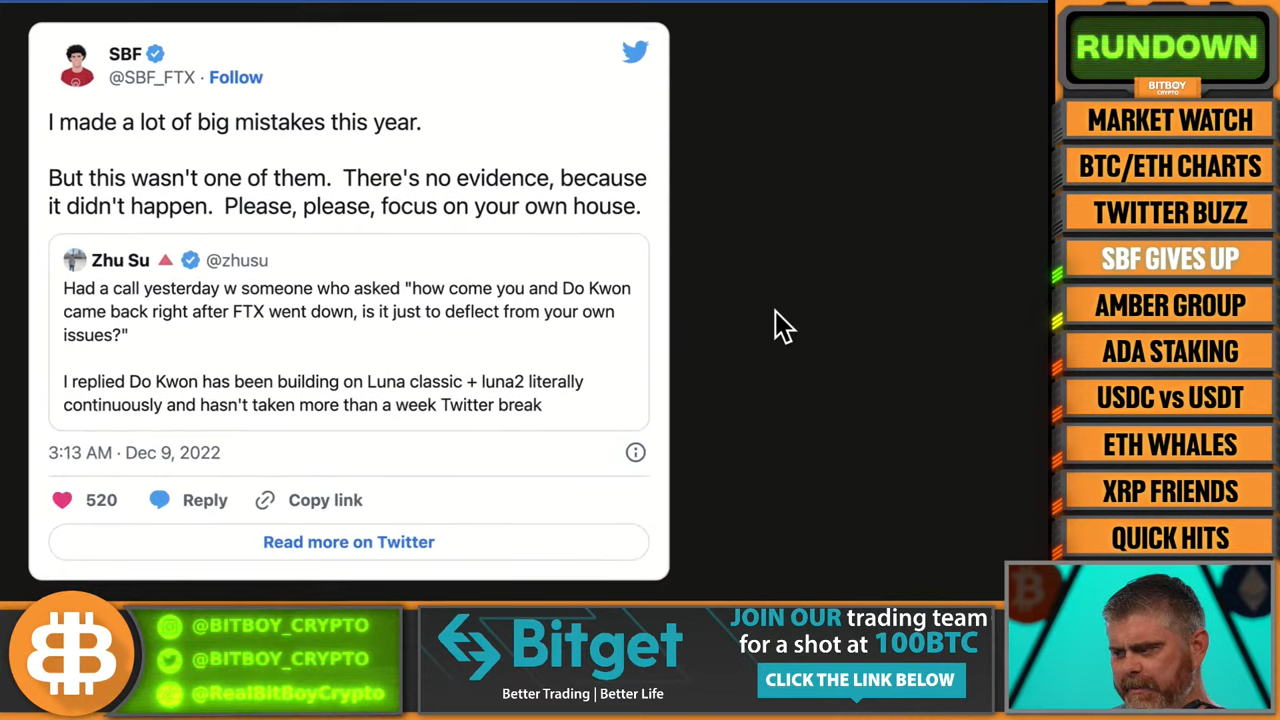 SBF
@SBF_FTX · Follow
I made a lot of big mistakes this year.
But this wasn't one of them. There's no evidence, because
it didn't happen. Please, please, focus on your own house.
Zhu Su @zhusu
Had a call yesterday w someone who asked "how come you and Do Kwon
came back right after FTX went down, is it just to deflect from your own
issues?"
I replied Do Kwon has been building on Luna classic + luna2 literally
continuously and hasn't taken more than a week Twitter break
3:13 AM · Dec 9, 2022
520 Reply Copy link
Read more on Twitter
RUNDOWN
BITBOY
CRYPTO
MARKET WATCH
BTC/ETH CHARTS
TWITTER BUZZ
SBF GIVES UP
AMBER GROUP
ADA STAKING
USDC vs USDT
ETH WHALES
XRP FRIENDS
QUICK HITS
@BITBOY_CRYPTO
@BITBOY_CRYPTO
@RealBitBoyCrypto
Bitget
Better Trading | Better Life
JOIN OUR trading team
for a shot at 100BTC
CLICK THE LINK BELOW